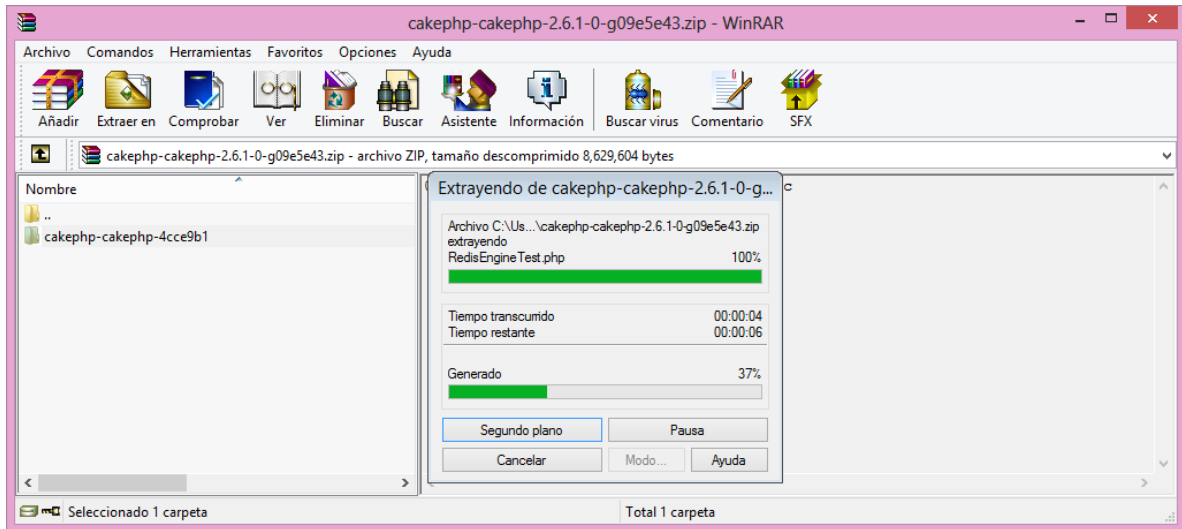 cakephp-cakephp-2.6.1-0-g09e5e43.zip - WinRAR
Archivo Comandos Herramientas Favoritos Opciones Ayuda
Añadir Extraer en Comprobar Ver Eliminar Buscar Asistente Información Buscar virus Comentario SFX
cakephp-cakephp-2.6.1-0-g09e5e43.zip - archivo ZIP, tamaño descomprimido 8,629,604 bytes
Nombre
..
cakephp-cakephp-4cce9b1
Extrayendo de cakephp-cakephp-2.6.1-0-g...
Archivo C:\Us...\cakephp-cakephp-2.6.1-0-g09e5e43.zip
extrayendo
RedisEngineTest.php 100%
Tiempo transcurrido 00:00:04
Tiempo restante 00:00:06
Generado 37%
Segundo plano Pausa
Cancelar Modo... Ayuda
Seleccionado 1 carpeta Total 1 carpeta